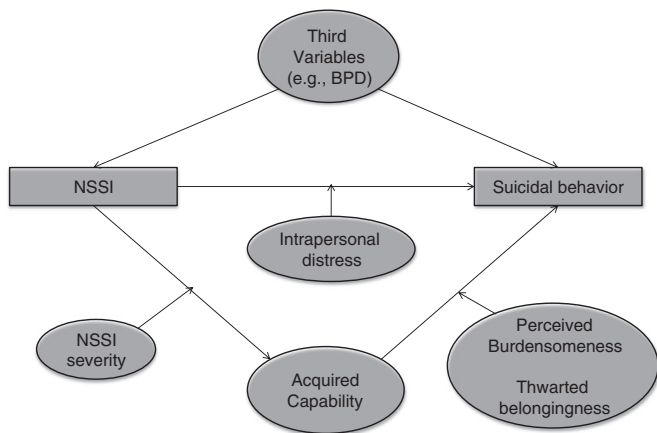 Third
Variables
(e.g., BPD)
NSSI
Suicidal behavior
Intrapersonal
distress
NSSI
severity
Acquired
Capability
Perceived
Burdensomeness
Thwarted
belongingness